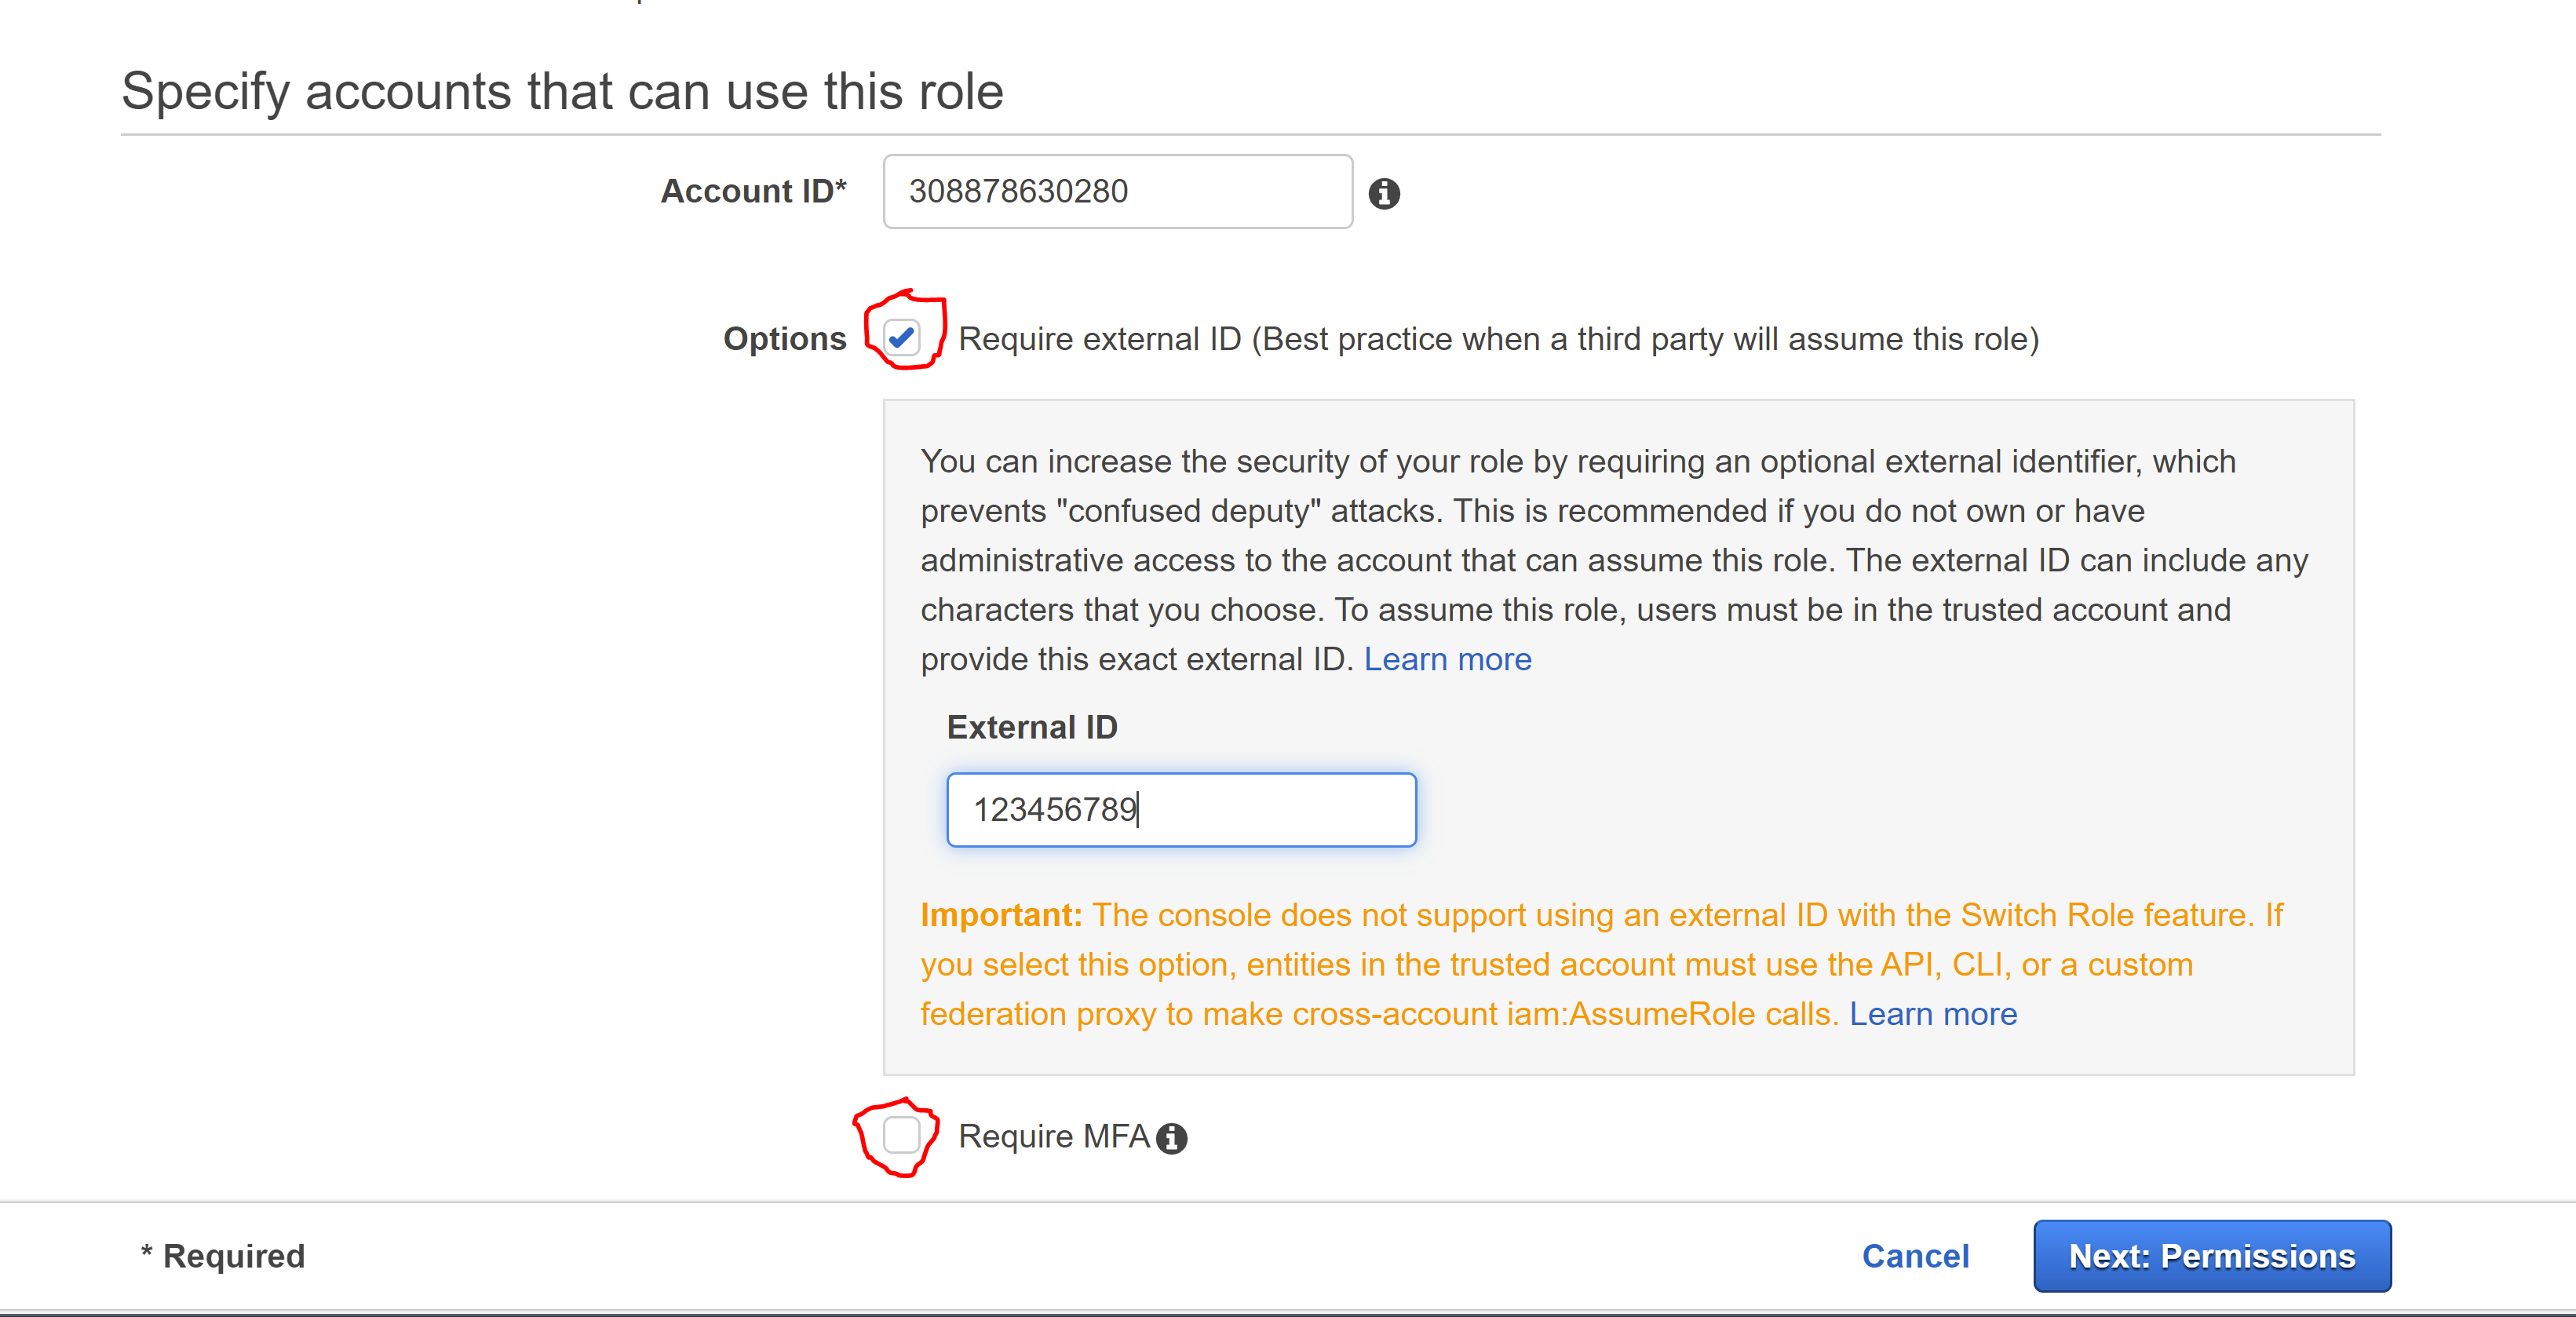 Specify accounts that can use this role
Account ID* 308878630280
Options Require external ID (Best practice when a third party will assume this role)
You can increase the security of your role by requiring an optional external identifier, which
prevents "confused deputy" attacks. This is recommended if you do not own or have
administrative access to the account that can assume this role. The external ID can include any
characters that you choose. To assume this role, users must be in the trusted account and
provide this exact external ID. Learn more
External ID
123456789
Important: The console does not support using an external ID with the Switch Role feature. If
you select this option, entities in the trusted account must use the API, CLI, or a custom
federation proxy to make cross-account iam:AssumeRole calls. Learn more
Require MFA
* Required Cancel Next: Permissions